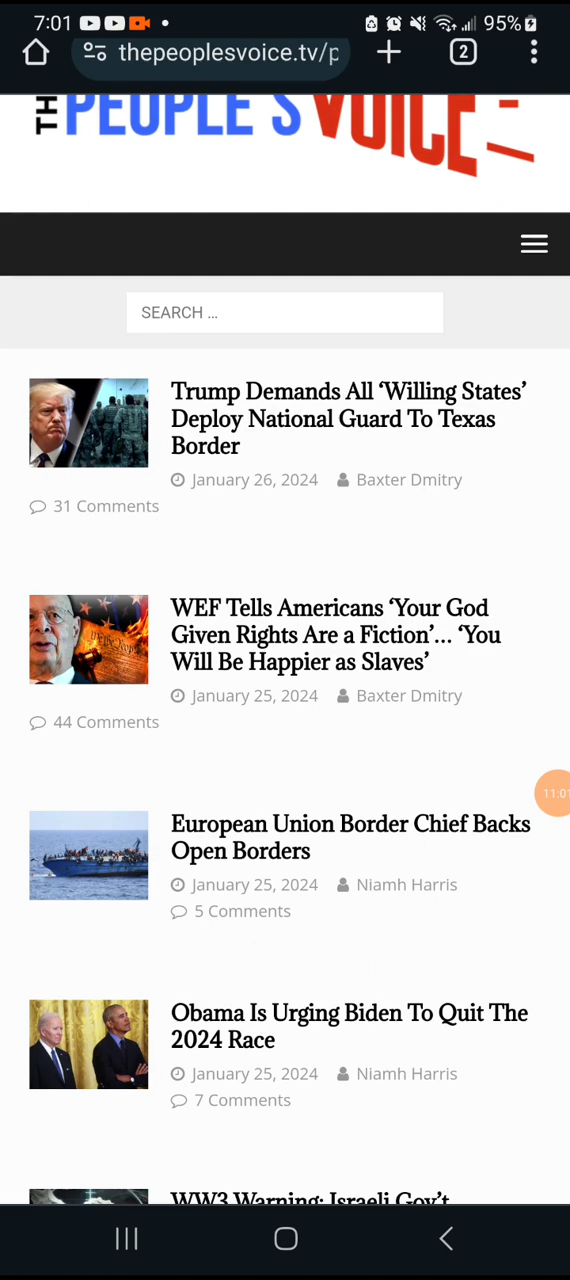 7:01
95%
thepeoplesvoice.tv/p
2
THE PEOPLE'S VOICE
SEARCH …
Trump Demands All ‘Willing States’
Deploy National Guard To Texas
Border
January 26, 2024 Baxter Dmitry
31 Comments
WEF Tells Americans ‘Your God
Given Rights Are a Fiction’… ‘You
Will Be Happier as Slaves’
January 25, 2024 Baxter Dmitry
44 Comments
European Union Border Chief Backs
Open Borders
January 25, 2024 Niamh Harris
5 Comments
11:01
Obama Is Urging Biden To Quit The
2024 Race
January 25, 2024 Niamh Harris
7 Comments
WW3 Warning: Israeli Gov’t